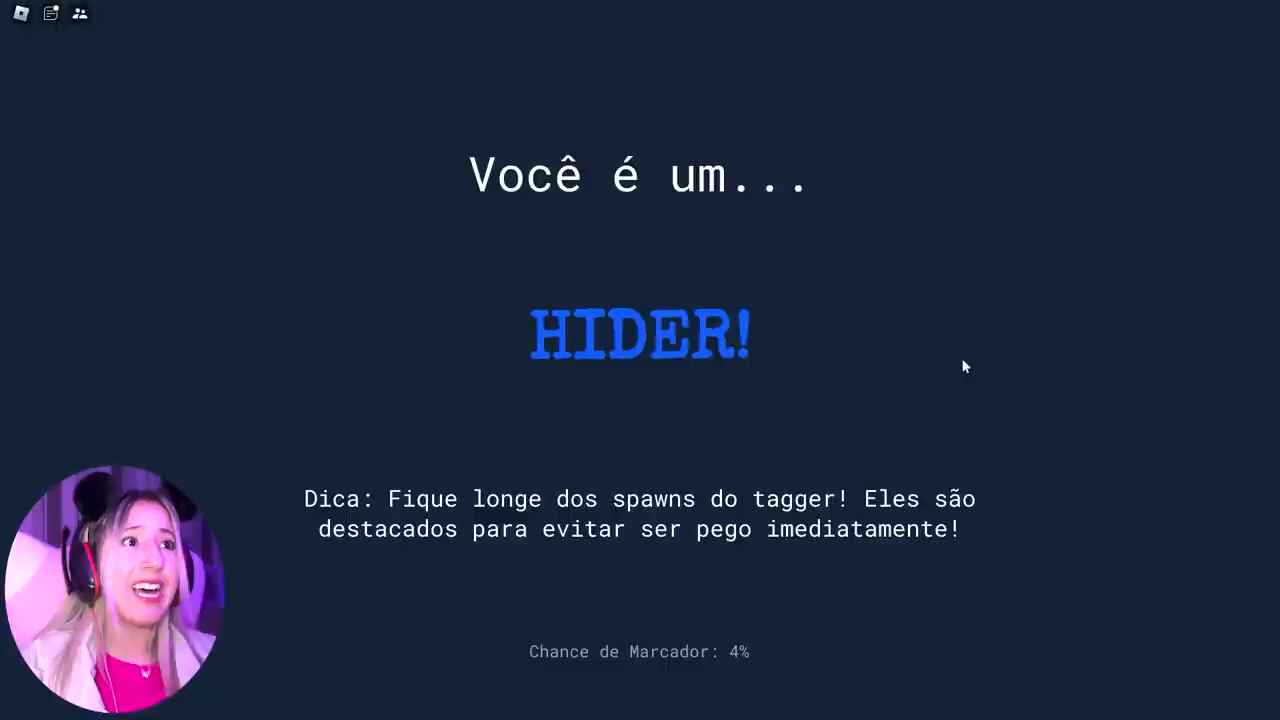 Você é um...
HIDER!
Dica: Fique longe dos spawns do tagger! Eles são
destacados para evitar ser pego imediatamente!
Chance de Marcador: 4%